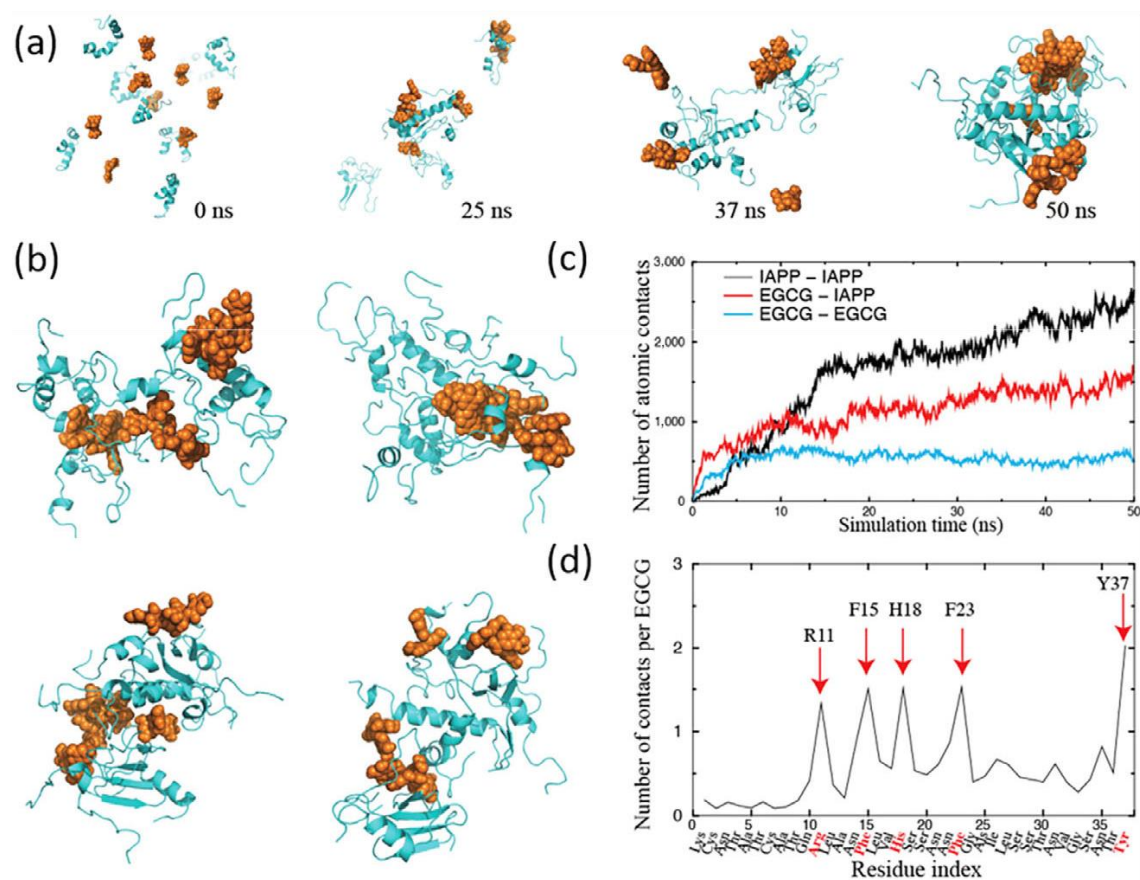 (a)
0 ns
25 ns
37 ns
50 ns
(b)
(c)
Number of atomic contacts
3,000
2,000
1,000
0
IAPP – IAPP
EGCG – IAPP
EGCG – EGCG
0
10
20
30
40
50
Simulation time (ns)
(d)
Number of contacts per EGCG
3
2
1
0
R11
F15
H18
F23
Y37
0
5
10
15
20
25
30
35
Lys
Cys
Asn
Thr
Ala
Thr
Cys
Ala
Thr
Gln
Arg
Leu
Ala
Asn
Phe
Leu
Val
His
Ser
Ser
Asn
Asn
Phe
Gly
Ala
Ile
Leu
Ser
Ser
Thr
Asn
Val
Gly
Ser
Asn
Thr
Tyr
Residue index